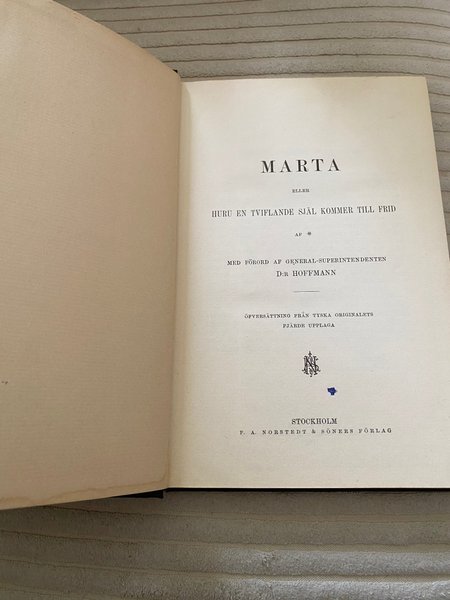 MARTA
ELLER
HURU EN TVIFLANDE SJÄL KOMMER TILL FRID
AF *
MED FÖRORD AF GENERAL-SUPERINTENDENTEN
D:R HOFFMANN
ÖFVERSÄTTNING FRÅN TYSKA ORIGINALETS
FJÄRDE UPPLAGA
STOCKHOLM
P. A. NORSTEDT & SÖNERS FÖRLAG